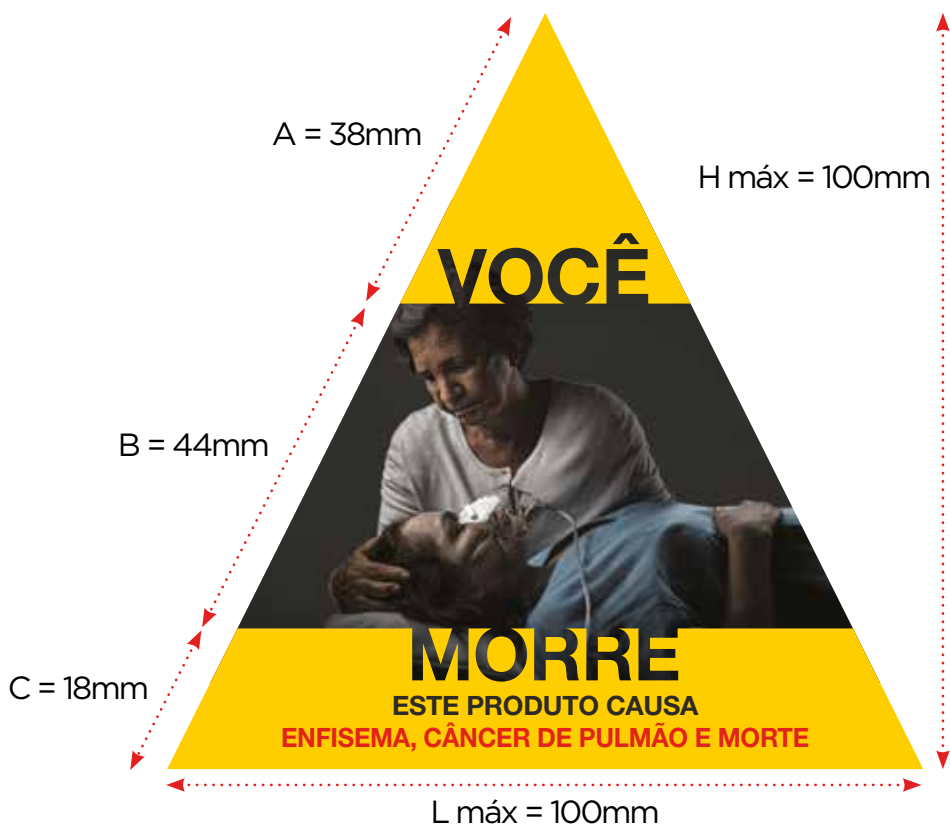 A = 38mm
H máx = 100mm
VOCÊ
B = 44mm
MORRE
C = 18mm
ESTE PRODUTO CAUSA
ENFISEMA, CÂNCER DE PULMÃO E MORTE
L máx = 100mm